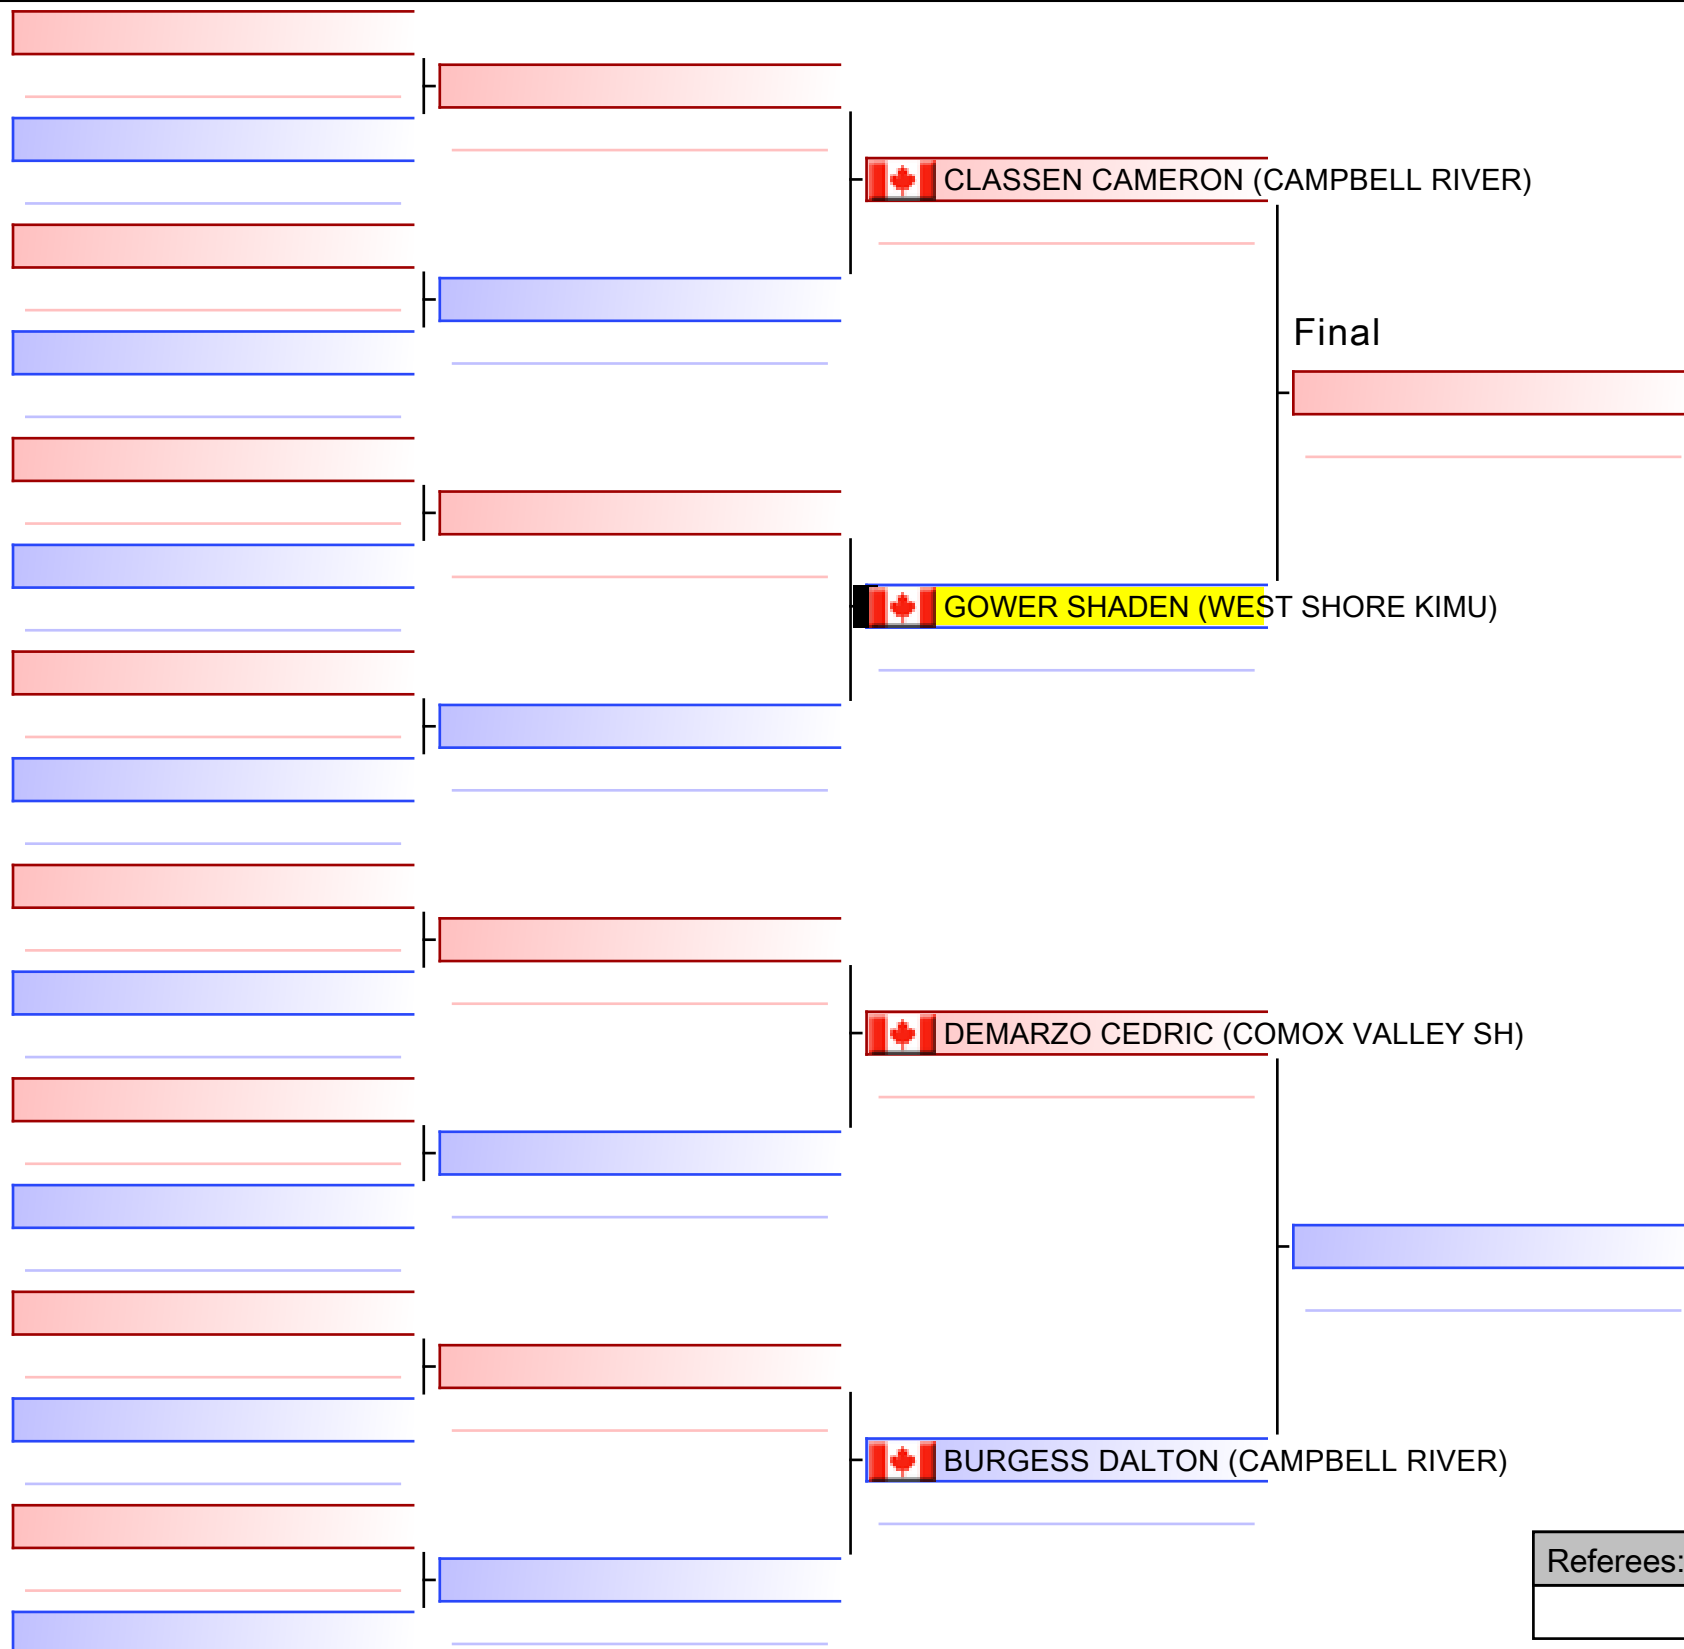 CLASSEN CAMERON (CAMPBELL RIVER)
Final
GOWER SHADEN (WEST SHORE KIMU)
DEMARZO CEDRIC (COMOX VALLEY SH)
BURGESS DALTON (CAMPBELL RIVER)
Referees: